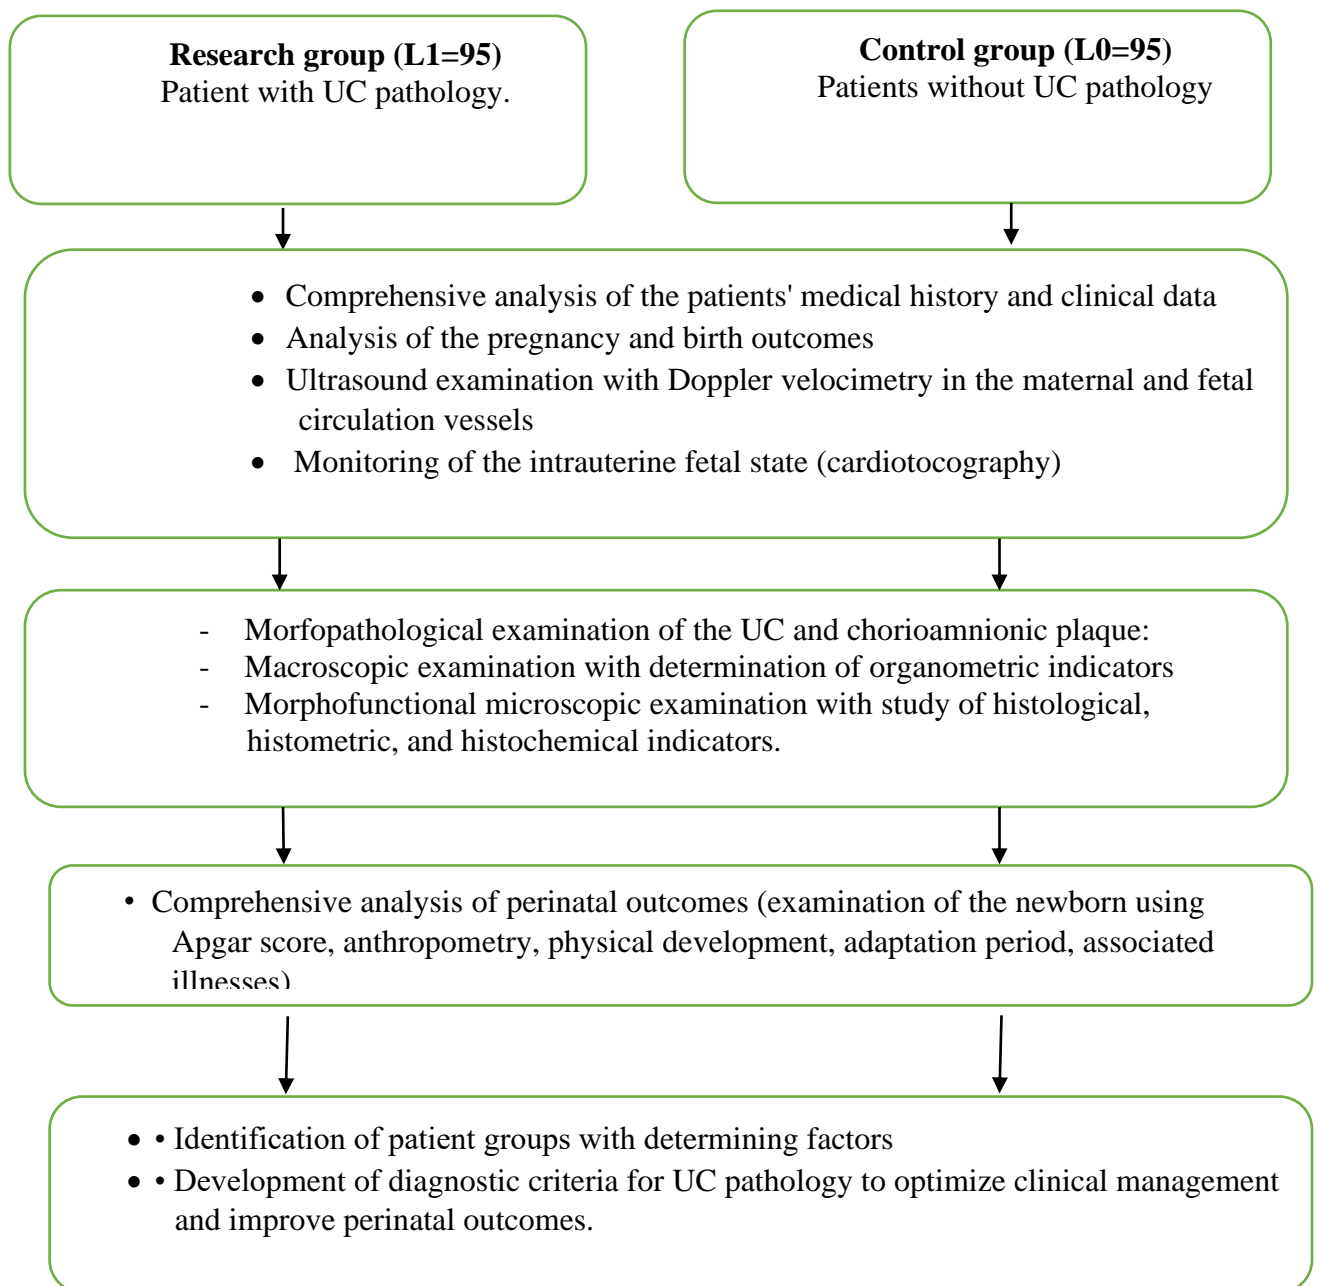 Research group (L1=95)
Patient with UC pathology.
Control group (L0=95)
Patients without UC pathology
• Comprehensive analysis of the patients' medical history and clinical data
• Analysis of the pregnancy and birth outcomes
• Ultrasound examination with Doppler velocimetry in the maternal and fetal
circulation vessels
• Monitoring of the intrauterine fetal state (cardiotocography)
- Morfopathological examination of the UC and chorioamnionic plaque:
- Macroscopic examination with determination of organometric indicators
- Morphofunctional microscopic examination with study of histological,
histometric, and histochemical indicators.
• Comprehensive analysis of perinatal outcomes (examination of the newborn using
Apgar score, anthropometry, physical development, adaptation period, associated
illnesses)
• • Identification of patient groups with determining factors
• • Development of diagnostic criteria for UC pathology to optimize clinical management
and improve perinatal outcomes.